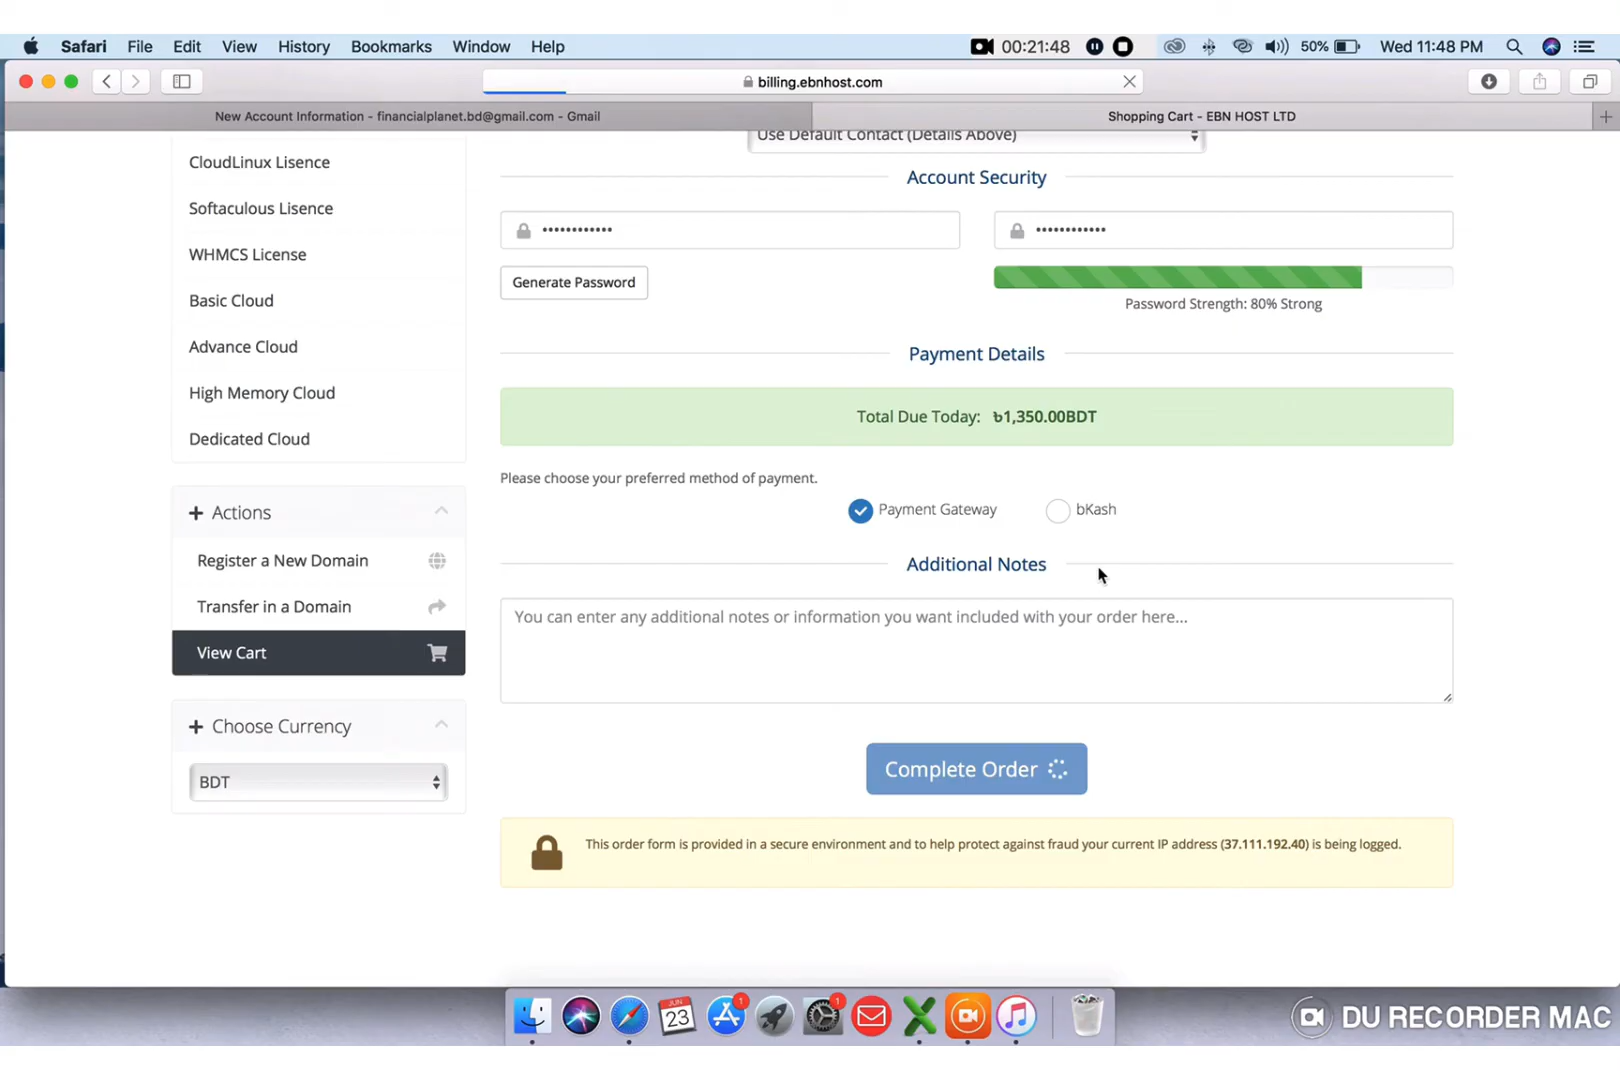 Safari File Edit View History Bookmarks Window Help 00:21:48 50% Wed 11:48 PM
billing.ebnhost.com
New Account Information - financialplanet.bd@gmail.com - Gmail
Shopping Cart - EBN HOST LTD
Use Default Contact (Details Above)
CloudLinux Lisence
Softaculous Lisence
WHMCS License
Basic Cloud
Advance Cloud
High Memory Cloud
Dedicated Cloud
Actions
Register a New Domain
Transfer in a Domain
View Cart
Choose Currency
BDT
Account Security
••••••••••••
••••••••••••
Generate Password
Password Strength: 80% Strong
Payment Details
Total Due Today: ৳1,350.00BDT
Please choose your preferred method of payment.
Payment Gateway
bKash
Additional Notes
You can enter any additional notes or information you want included with your order here...
Complete Order
This order form is provided in a secure environment and to help protect against fraud your current IP address (37.111.192.40) is being logged.
JUN
23
1
1
DU RECORDER MAC